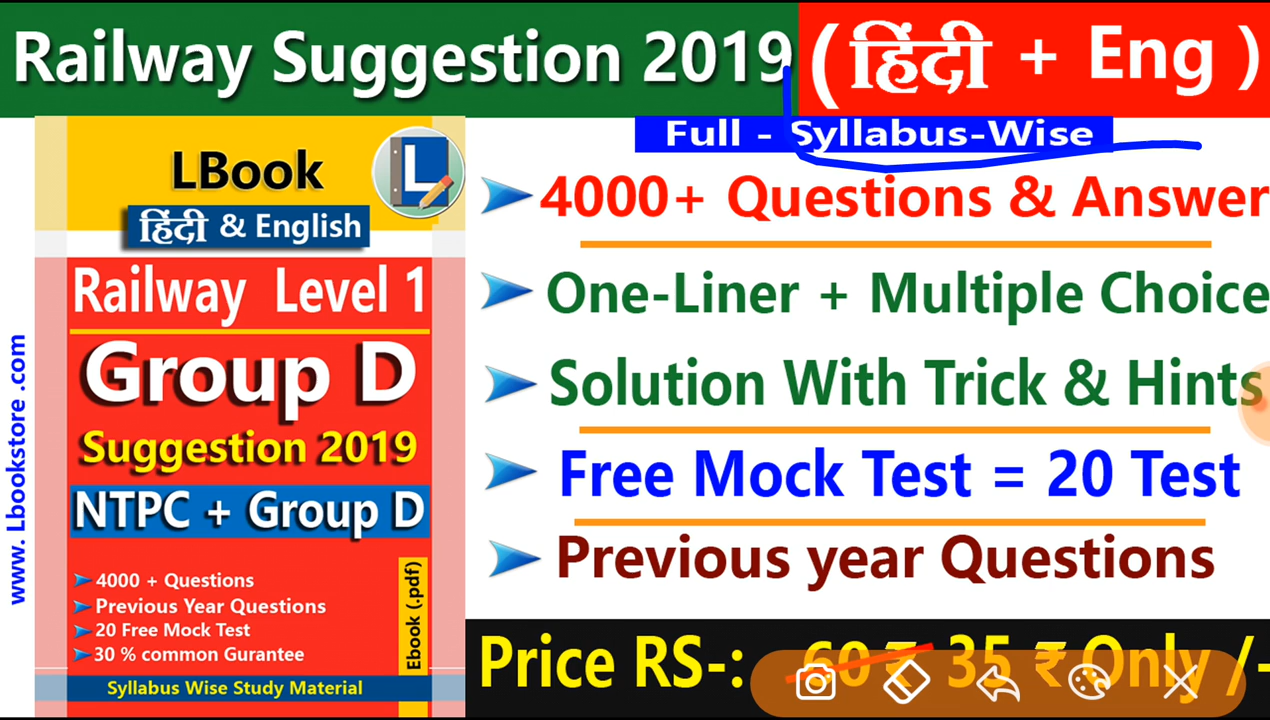 Railway Suggestion 2019 ( हिंदी + Eng )
Full - Syllabus-Wise
LBook
L
हिंदी & English
Railway Level 1
Group D
Suggestion 2019
NTPC + Group D
4000 + Questions
Previous Year Questions
20 Free Mock Test
30 % common Gurantee
Ebook (.pdf)
Syllabus Wise Study Material
www. Lbookstore .com
4000+ Questions & Answer
One-Liner + Multiple Choice
Solution With Trick & Hints
Free Mock Test = 20 Test
Previous year Questions
Price RS-: 60 ₹ 35 ₹ Only /-